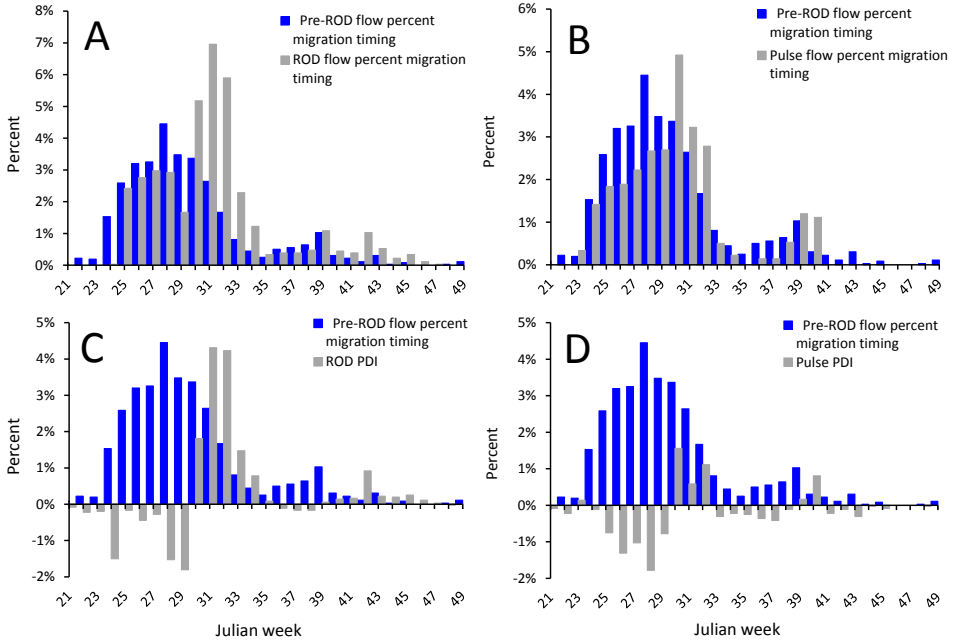 A
Pre-ROD flow percent
migration timing
ROD flow percent migration
timing
Percent
8%
7%
6%
5%
4%
3%
2%
1%
0%
21 23 25 27 29 31 33 35 37 39 41 43 45 47 49
B
Pre-ROD flow percent
migration timing
Pulse flow percent migration
timing
Percent
6%
5%
4%
3%
2%
1%
0%
21 23 25 27 29 31 33 35 37 39 41 43 45 47 49
C
Pre-ROD flow percent
migration timing
ROD PDI
Percent
5%
4%
3%
2%
1%
0%
-1%
-2%
21 23 25 27 29 31 33 35 37 39 41 43 45 47 49
Julian week
D
Pre-ROD flow percent
migration timing
Pulse PDI
Percent
5%
4%
3%
2%
1%
0%
-1%
-2%
21 23 25 27 29 31 33 35 37 39 41 43 45 47 49
Julian week